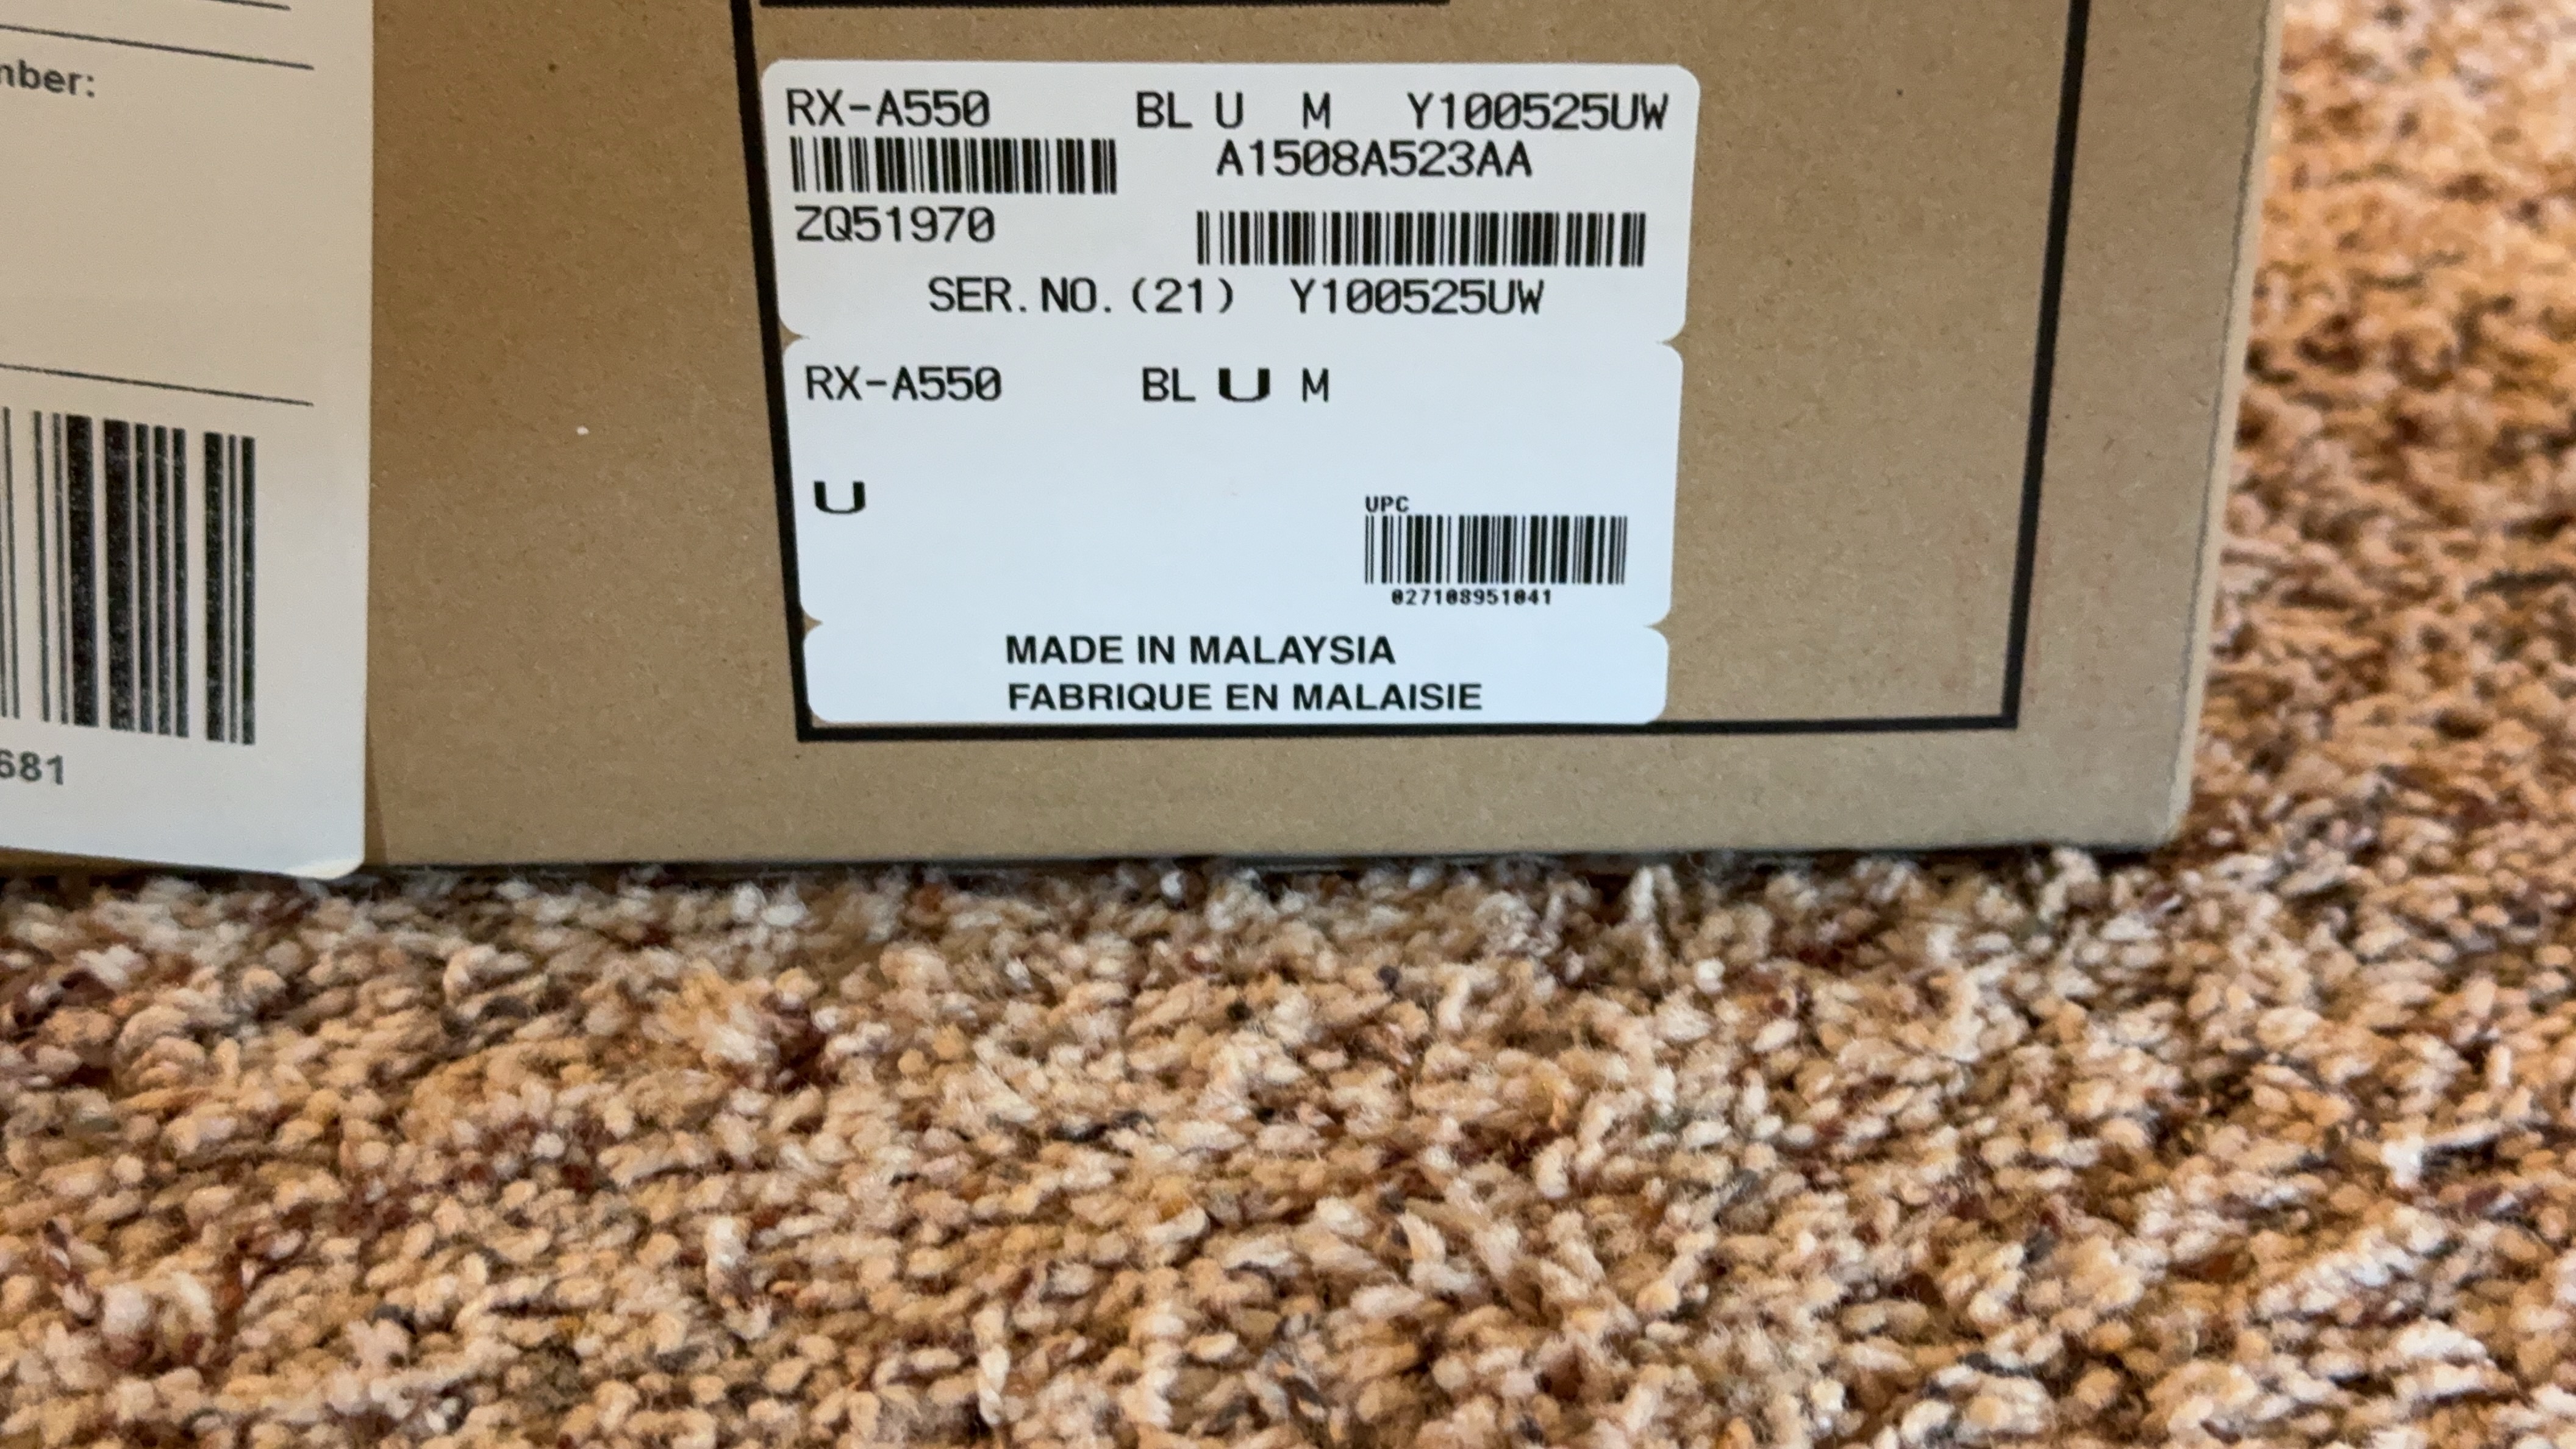 mber:
681
RX-A550 BL U M Y100525UW
A1508A523AA
ZQ51970
SER.NO.(21) Y100525UW
RX-A550 BL U M
U
UPC
027108951041
MADE IN MALAYSIA
FABRIQUE EN MALAISIE